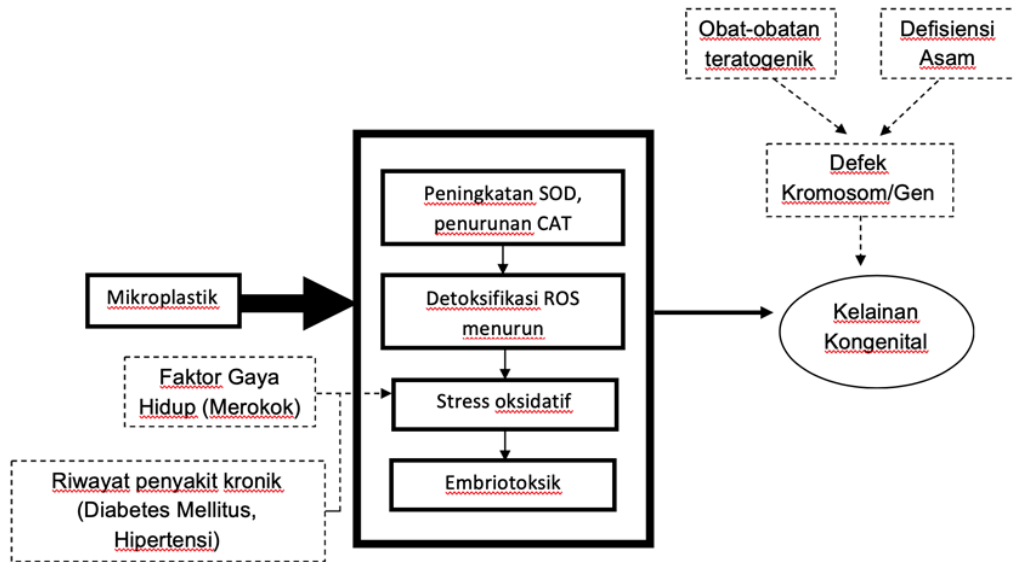 Obat-obatan
teratogenik
Defisiensi
Asam
Defek
Kromosom/Gen
Peningkatan SOD,
penurunan CAT
Mikroplastik
Detoksifikasi ROS
menurun
Kelainan
Kongenital
Faktor Gaya
Hidup (Merokok)
Stress oksidatif
Riwayat penyakit kronik
(Diabetes Mellitus,
Hipertensi)
Embriotoksik